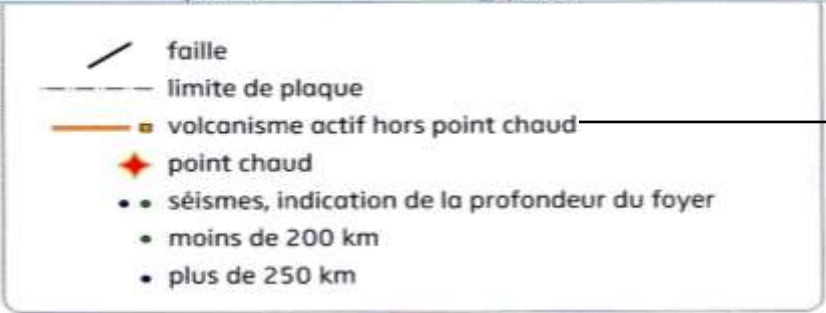 faille
limite de plaque
volcanisme actif hors point chaud
point chaud
séismes, indication de la profondeur du foyer
moins de 200 km
plus de 250 km